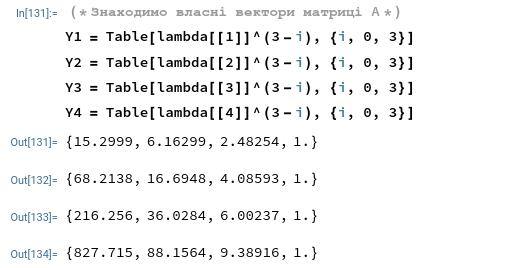 In[131]:= (*Знаходимо власні вектори матриці А*)
Y1 = Table[lambda[[1]]^(3-i), {i, 0, 3}]
Y2 = Table[lambda[[2]]^(3-i), {i, 0, 3}]
Y3 = Table[lambda[[3]]^(3-i), {i, 0, 3}]
Y4 = Table[lambda[[4]]^(3-i), {i, 0, 3}]
Out[131]= {15.2999, 6.16299, 2.48254, 1.}
Out[132]= {68.2138, 16.6948, 4.08593, 1.}
Out[133]= {216.256, 36.0284, 6.00237, 1.}
Out[134]= {827.715, 88.1564, 9.38916, 1.}